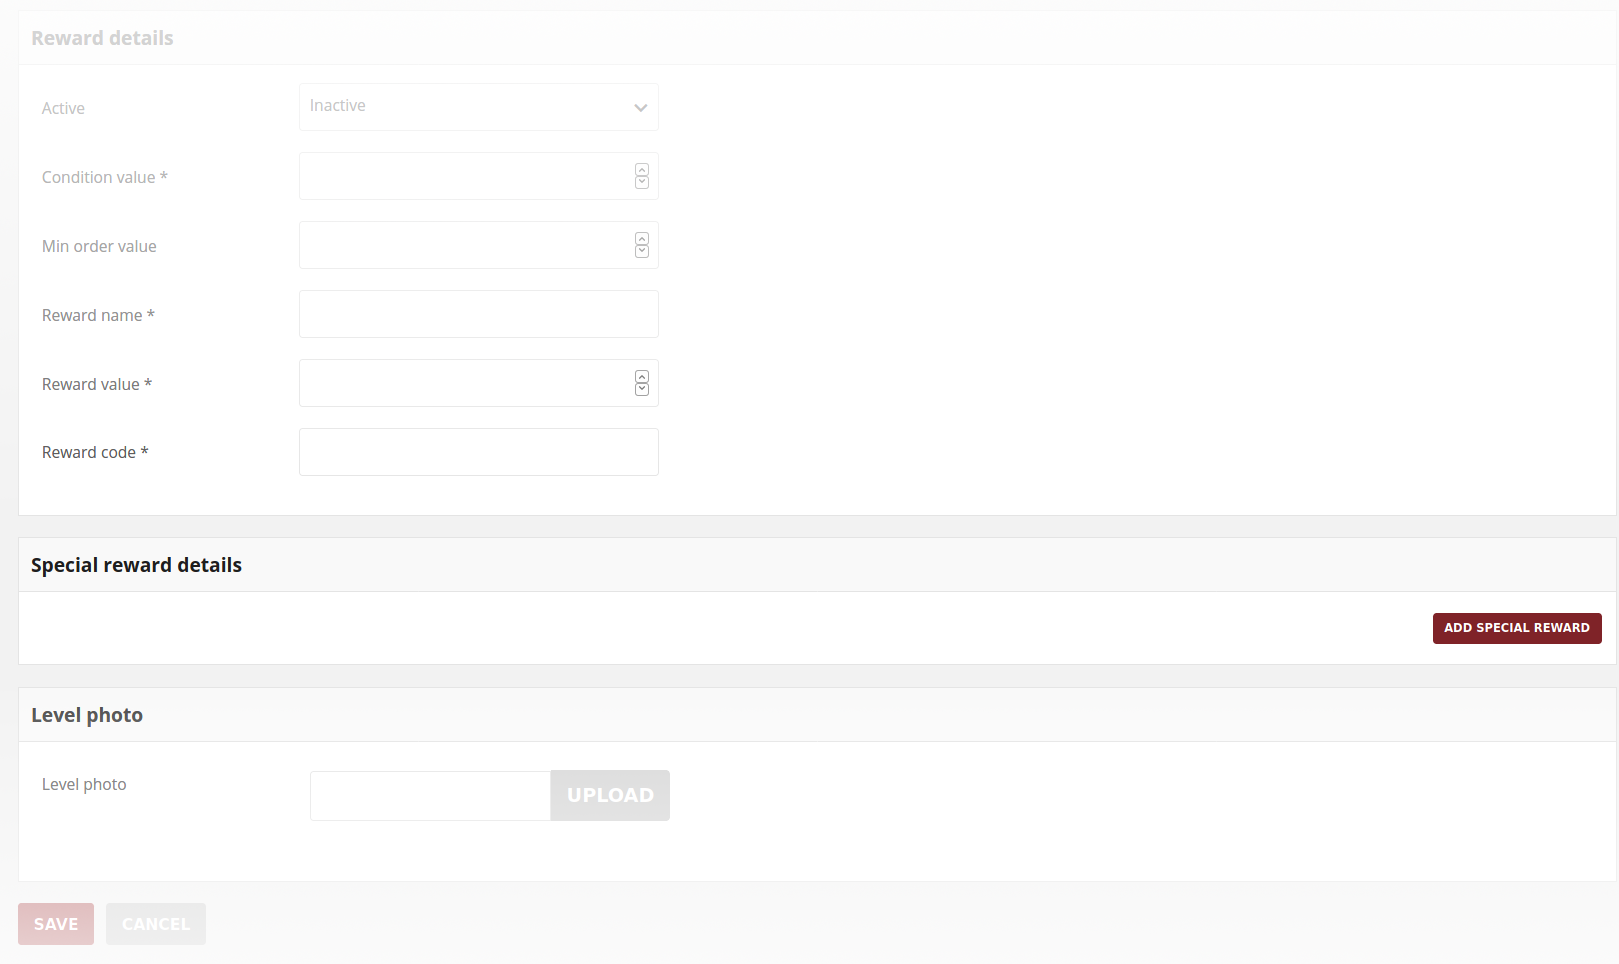 Reward details
Active
Inactive
Condition value *
Min order value
Reward name *
Reward value *
Reward code *
Special reward details
ADD SPECIAL REWARD
Level photo
Level photo
UPLOAD
SAVE
CANCEL